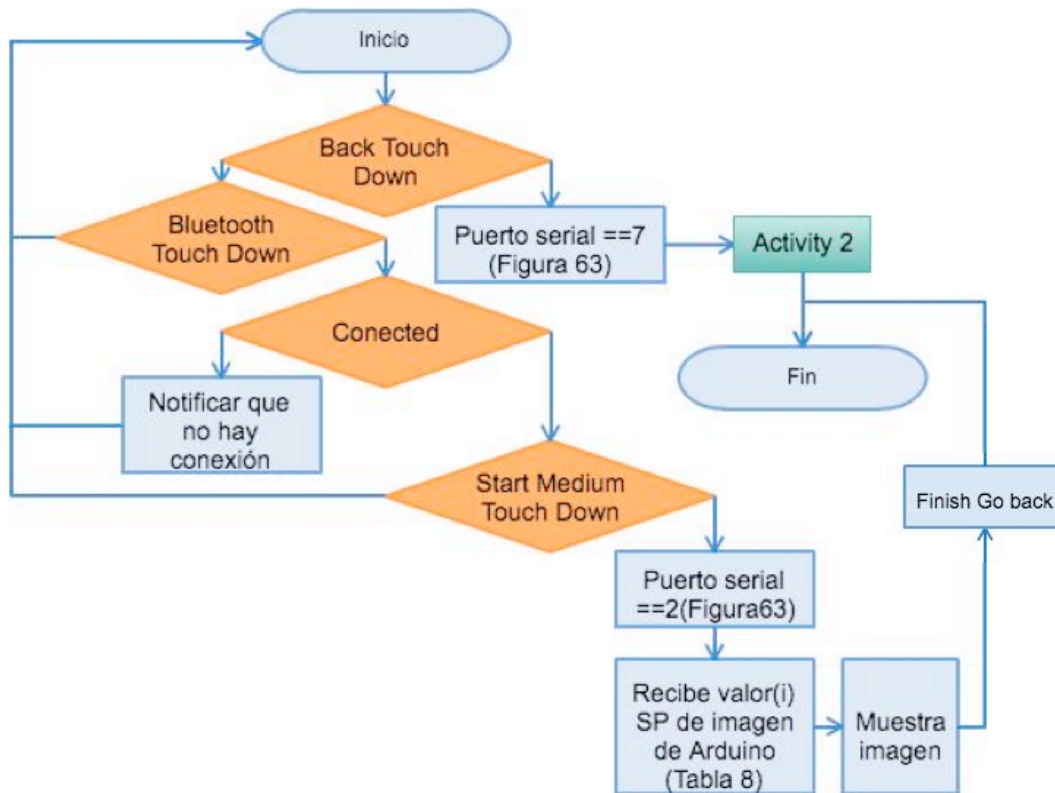 Inicio
Back Touch
Down
Bluetooth
Touch Down
Puerto serial ==7
(Figura 63)
Activity 2
Conected
Fin
Notificar que
no hay
conexión
Start Medium
Touch Down
Finish Go back
Puerto serial
==2(Figura63)
Recibe valor(i)
SP de imagen
de Arduino
(Tabla 8)
Muestra
imagen